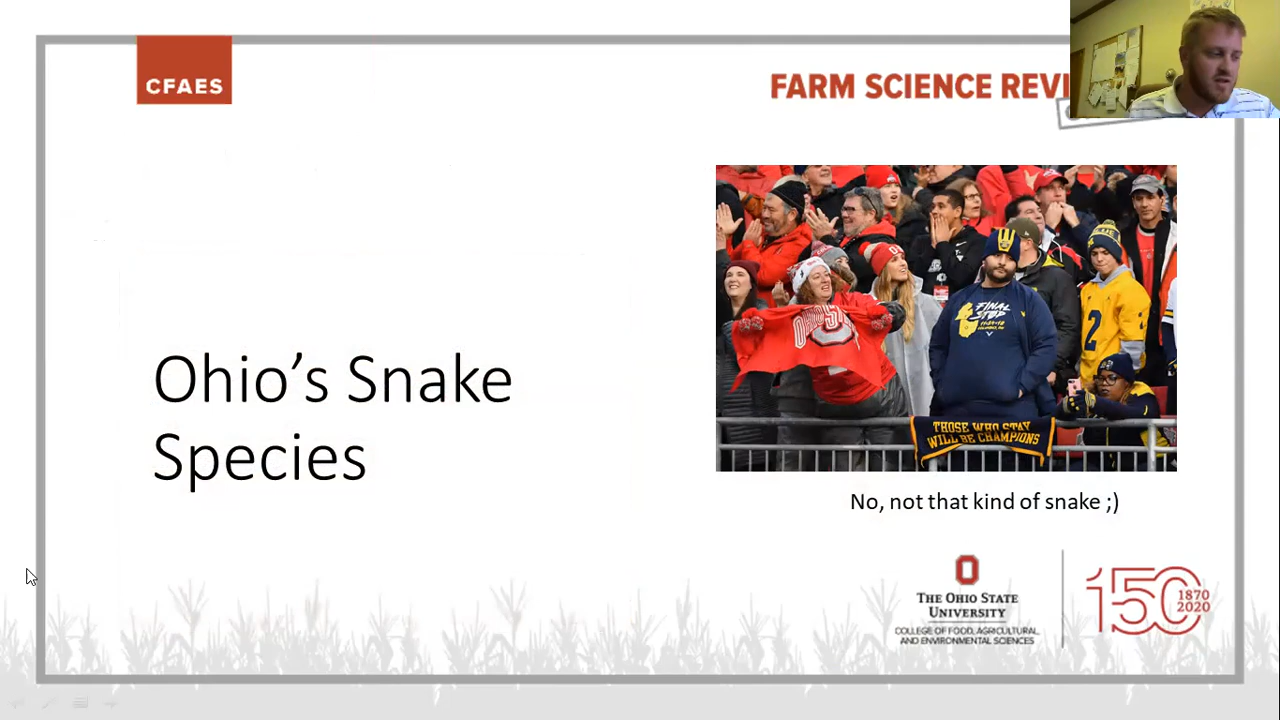 CFAES
FARM SCIENCE REVI
OHIO STATE
FINAL
STOP
2
THOSE WHO STAY
WILL BE CHAMPIONS
Ohio's Snake
Species
No, not that kind of snake ;)
THE OHIO STATE
UNIVERSITY
COLLEGE OF FOOD, AGRICULTURAL,
AND ENVIRONMENTAL SCIENCES
150
1870
2020